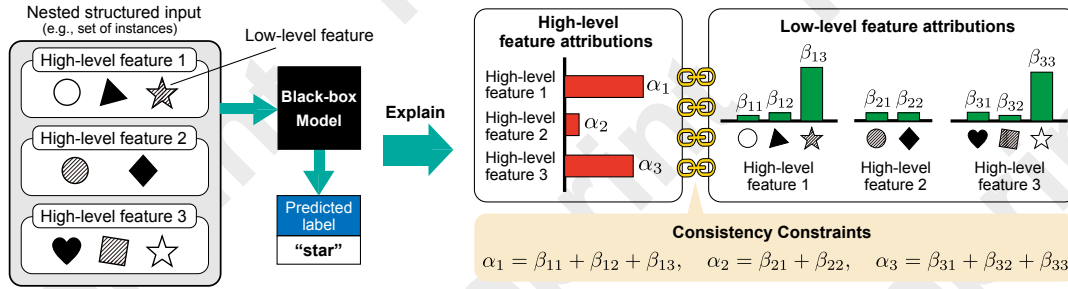 Nested structured input
(e.g., set of instances)
Low-level feature
High-level feature 1
High-level feature 2
High-level feature 3
Black-box
Model
Predicted
label
“star”
Explain
High-level
feature attributions
High-level
feature 1
α₁
High-level
feature 2
α₂
High-level
feature 3
α₃
Low-level feature attributions
β₁₁ β₁₂ β₁₃
High-level
feature 1
β₂₁ β₂₂
High-level
feature 2
β₃₁ β₃₂ β₃₃
High-level
feature 3
Consistency Constraints
α₁ = β₁₁ + β₁₂ + β₁₃, α₂ = β₂₁ + β₂₂, α₃ = β₃₁ + β₃₂ + β₃₃